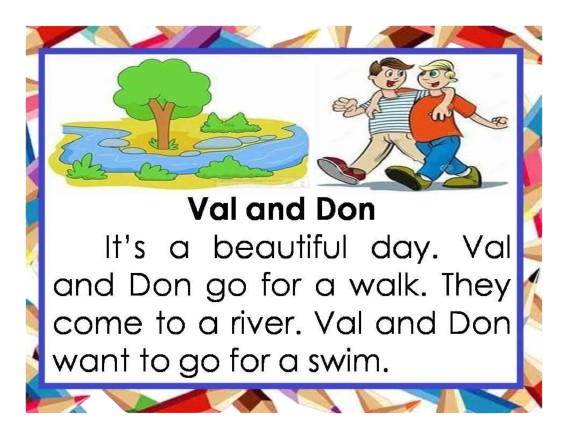 Val and Don
It's a beautiful day. Val
and Don go for a walk. They
come to a river. Val and Don
want to go for a swim.